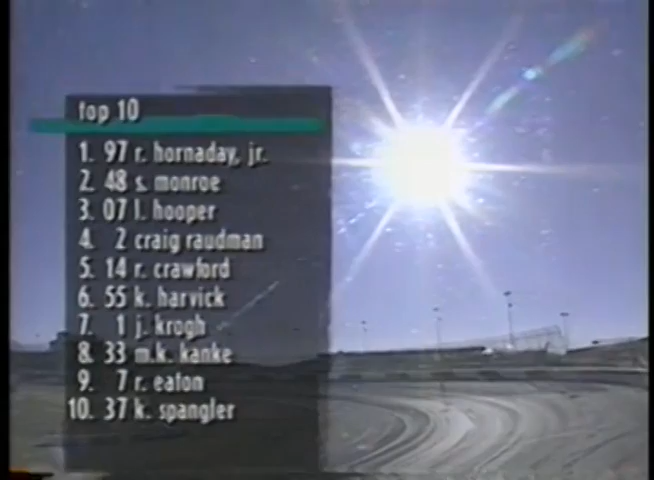 top 10
1. 97 r. hornaday, jr.
2. 48 s. monroe
3. 07 l. hooper
4. 2 craig raudman
5. 14 r. crawford
6. 55 k. harvick
7. 1 j. krogh
8. 33 m.k. kanke
9. 7 r. eaton
10. 37 k. spangler